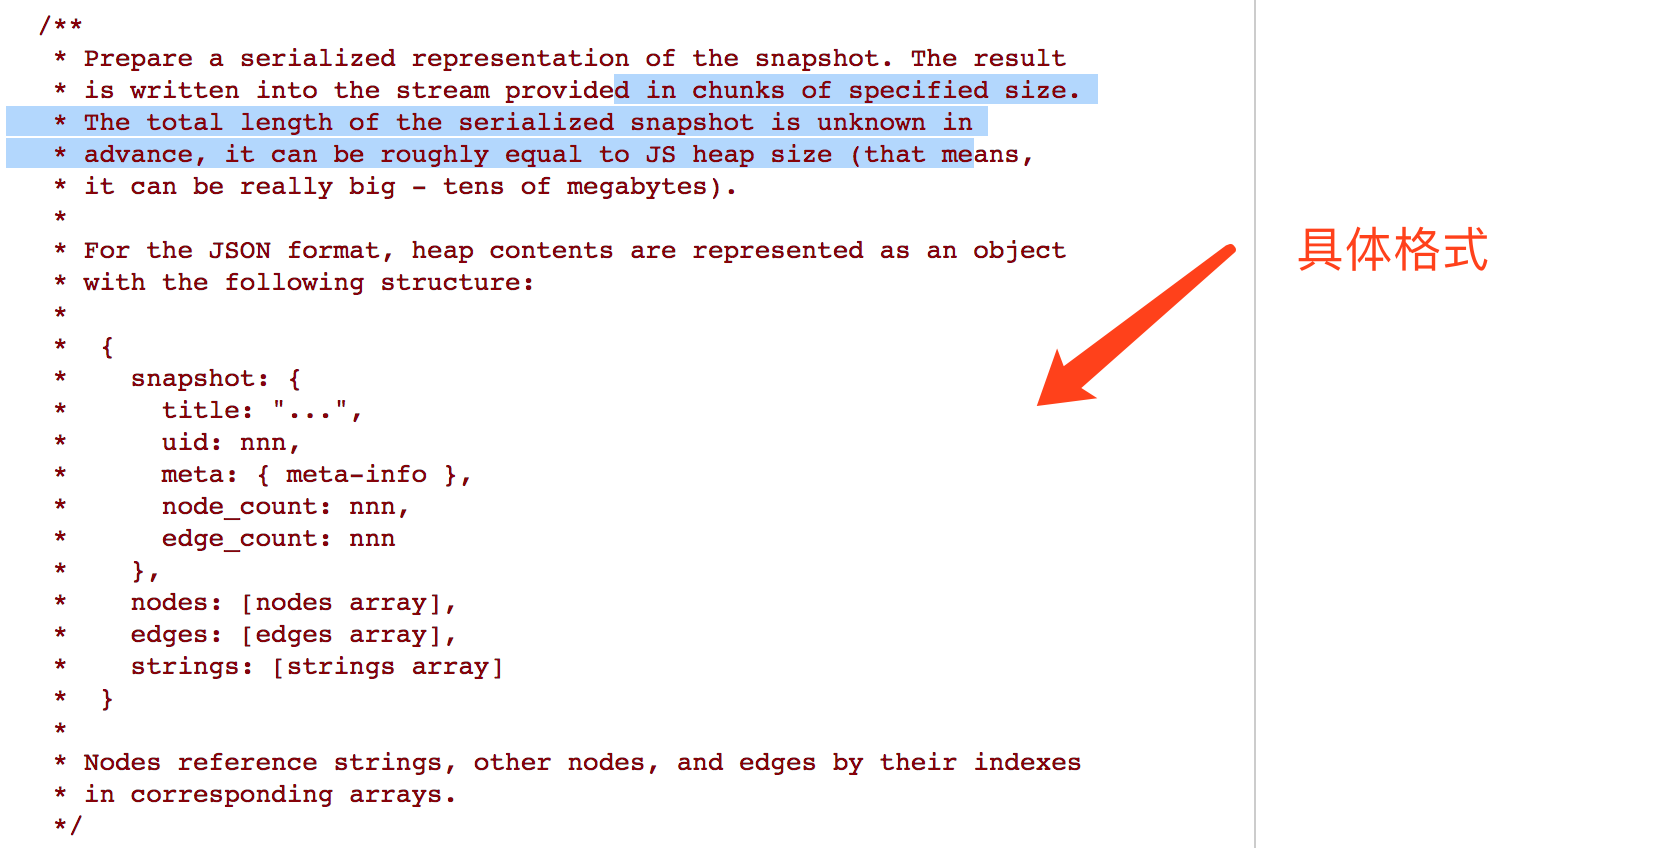 /**
 * Prepare a serialized representation of the snapshot. The result
 * is written into the stream provided in chunks of specified size.
 * The total length of the serialized snapshot is unknown in
 * advance, it can be roughly equal to JS heap size (that means,
 * it can be really big - tens of megabytes).
 *
 * For the JSON format, heap contents are represented as an object
 * with the following structure:
 *
 *  {
 *    snapshot: {
 *      title: "...",
 *      uid: nnn,
 *      meta: { meta-info },
 *      node_count: nnn,
 *      edge_count: nnn
 *    },
 *    nodes: [nodes array],
 *    edges: [edges array],
 *    strings: [strings array]
 *  }
 *
 * Nodes reference strings, other nodes, and edges by their indexes
 * in corresponding arrays.
 */
具体格式